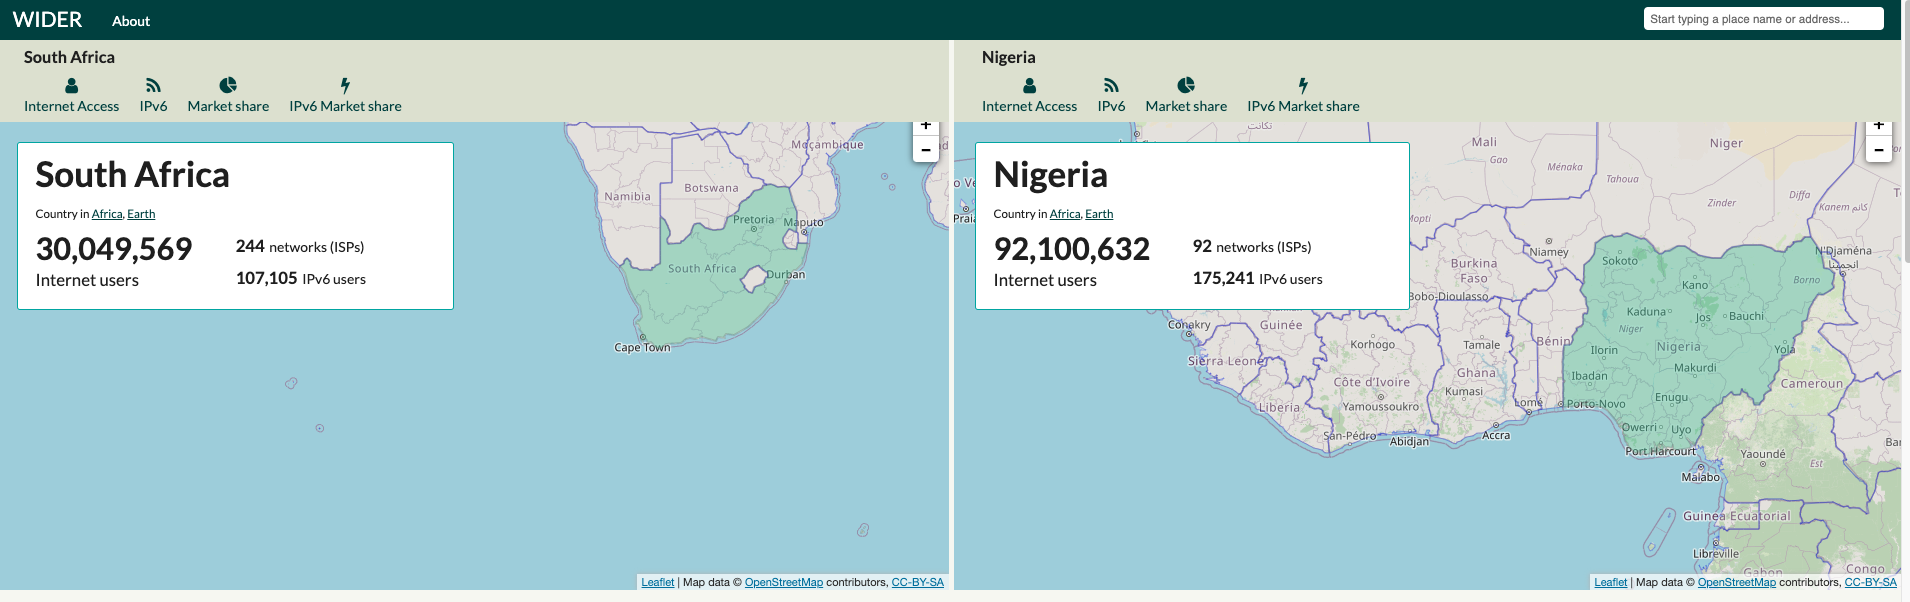 WIDER
About
Start typing a place name or address...
South Africa
Internet Access
IPv6
Market share
IPv6 Market share
South Africa
Country in Africa, Earth
30,049,569
Internet users
244 networks (ISPs)
107,105 IPv6 users
+
-
Moçambique
Namibia
Botswana
Pretoria
Maputo
South Africa
Durban
Cape Town
Leaflet | Map data © OpenStreetMap contributors, CC-BY-SA
Nigeria
Internet Access
IPv6
Market share
IPv6 Market share
Nigeria
Country in Africa, Earth
92,100,632
Internet users
92 networks (ISPs)
175,241 IPv6 users
+
-
تكانت
Mali
Gao
Ménaka
Niger
Tahoua
Zinder
Diffa
Kanem كانم
Mopti
Praia
N'Djaména
انجمينا
Niamey
Sokoto
Burkina
Faso
Borno
Kano
Bobo-Dioulasso
Kaduna
Jos
Bauchi
Conakry
Guinée
Niger
Korhogo
Tamale
Bénin
Ilorin
Nigeria
Yola
Sierra Leone
Makurdi
Côte d'Ivoire
Ghana
Ibadan
Cameroun
Kumasi
Enugu
Liberia
Yamoussoukro
Lomé
Porto-Novo
Owerri
Uyo
San-Pédro
Abidjan
Accra
Port Harcourt
Yaoundé
Est
Malabo
Guinea Ecuatorial
Libreville
Gabon
Congo
Leaflet | Map data © OpenStreetMap contributors, CC-BY-SA